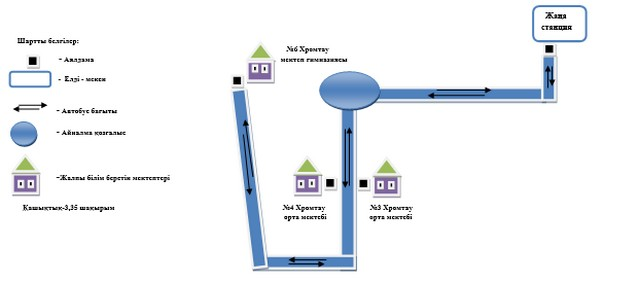 Шартты белгілер:
- Аялдама
- Елді - мекен
- Автобус бағыты
- Айналма қозғалыс
-Жалпы білім беретін мектептері
Қашықтық-3,35 шақырым
№6 Хромтау
мектеп гимназиясы
Жаңа
станция
№4 Хромтау
орта мектебі
№3 Хромтау
орта мектебі